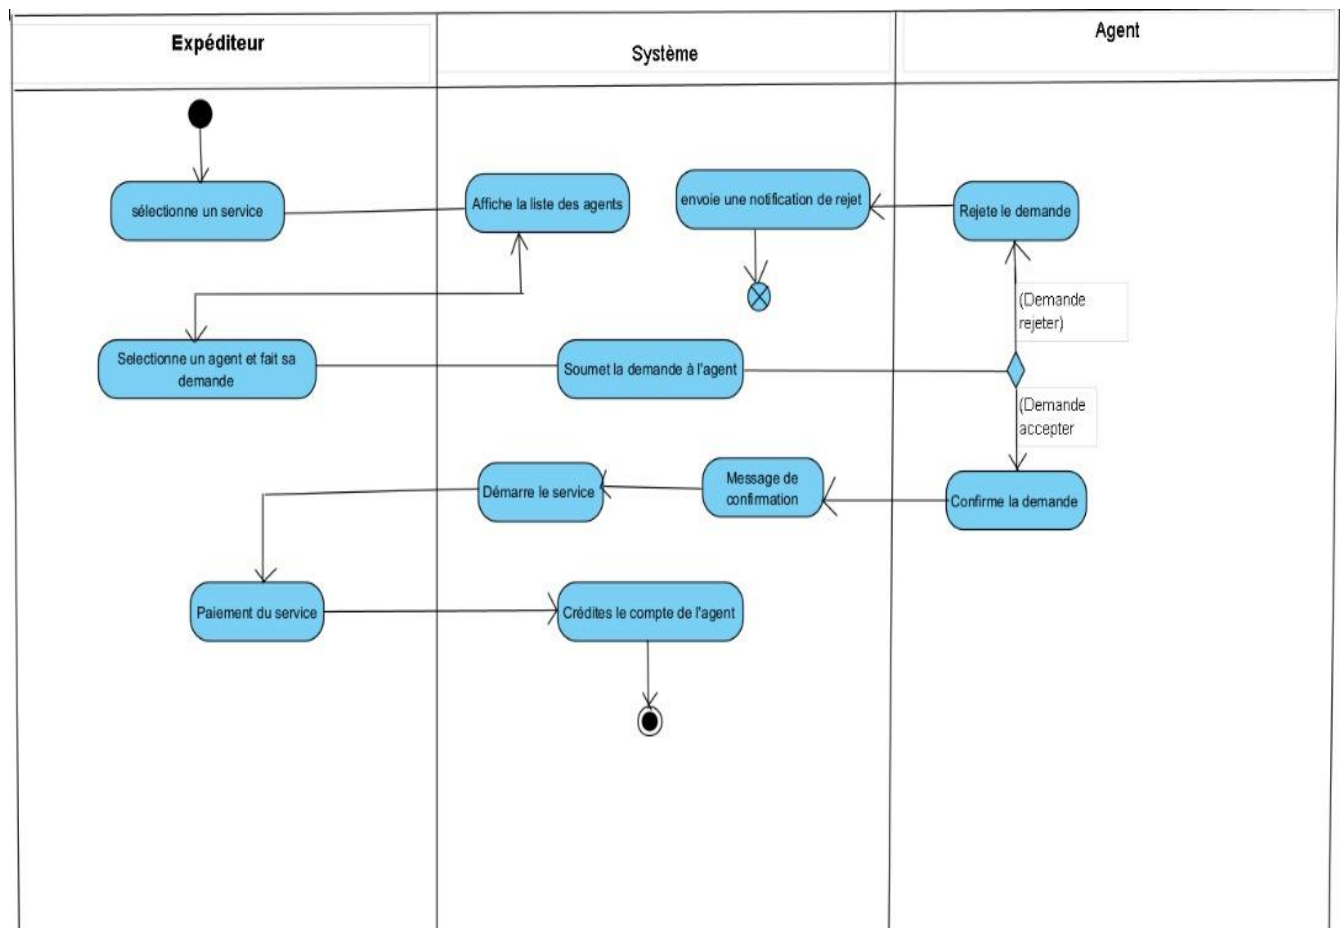 Expéditeur
Système
Agent
sélectionne un service
Affiche la liste des agents
envoie une notification de rejet
Rejete le demande
(Demande
rejeter)
Selectionne un agent et fait sa
demande
Soumet la demande à l'agent
(Demande
accepter
Démarre le service
Message de
confirmation
Confirme la demande
Paiement du service
Crédites le compte de l'agent